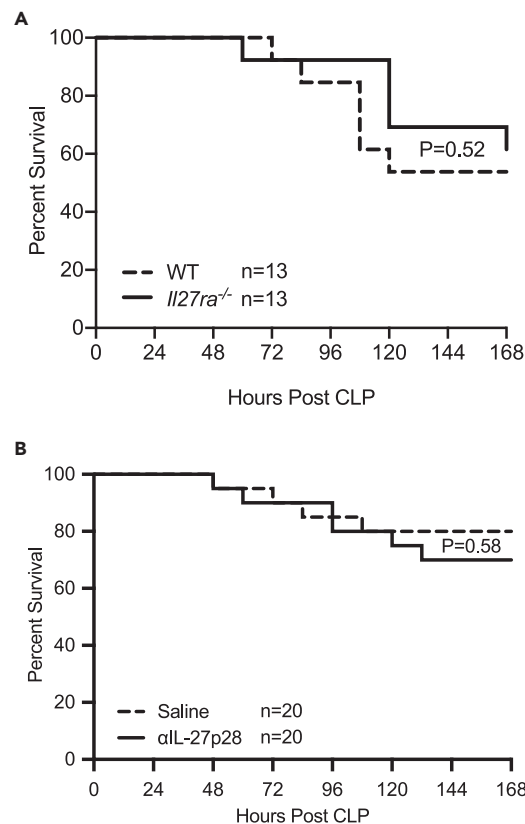 A
Percent Survival
100
80
60
40
20
0
P=0.52
WT n=13
Il27ra-/- n=13
0 24 48 72 96 120 144 168
Hours Post CLP
B
Percent Survival
100
80
60
40
20
0
P=0.58
Saline n=20
αIL-27p28 n=20
0 24 48 72 96 120 144 168
Hours Post CLP